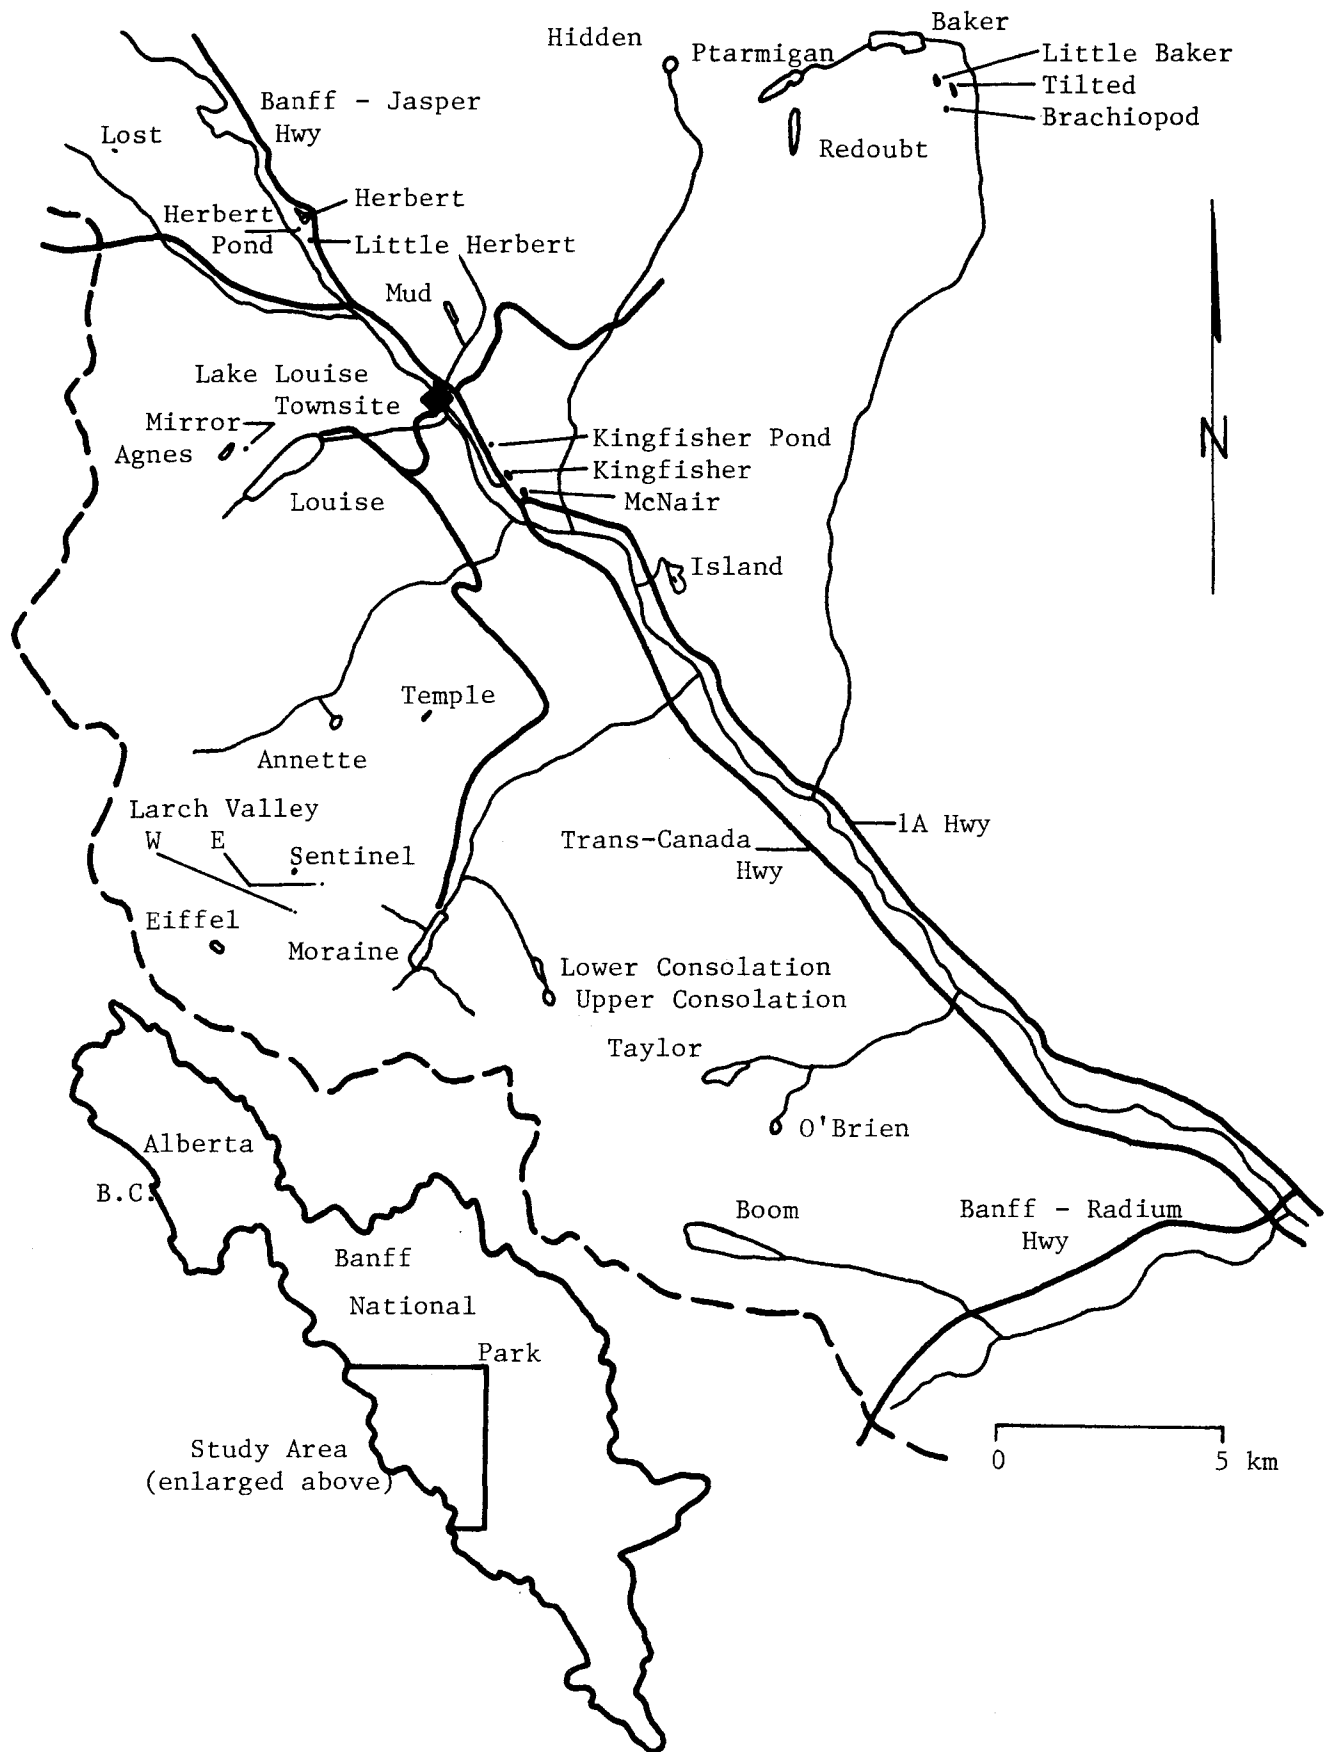 Baker
Hidden
Ptarmigan
Little Baker
Tilted
Brachiopod
Banff - Jasper
Hwy
Lost
Redoubt
Herbert
Herbert
Pond
Little Herbert
Mud
N
Lake Louise
Townsite
Mirror
Agnes
Kingfisher Pond
Kingfisher
McNair
Louise
Island
Temple
Annette
Larch Valley
W E
1A Hwy
Trans-Canada
Hwy
Sentinel
Eiffel
Moraine
Lower Consolation
Upper Consolation
Taylor
O'Brien
Alberta
B.C.
Boom
Banff - Radium
Hwy
Banff
National
Park
Study Area
(enlarged above)
0 5 km